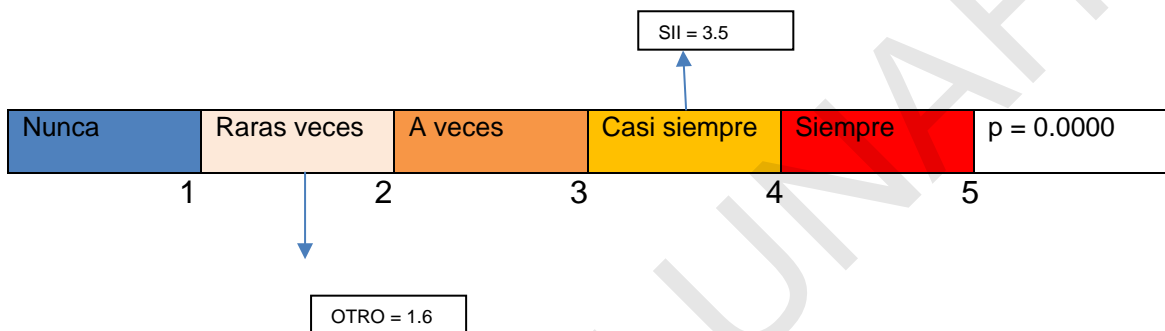 SII = 3.5
Nunca Raras veces A veces Casi siempre Siempre p = 0.0000
1 2 3 4 5
OTRO = 1.6